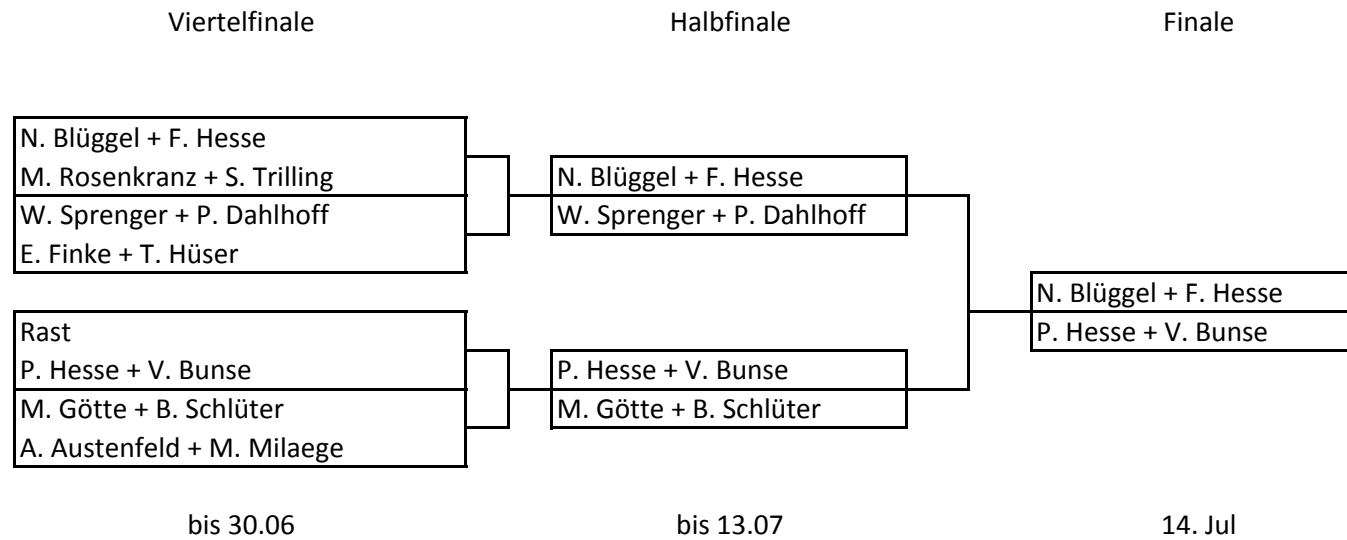 Viertelfinale
Halbfinale
Finale
N. Blüggel + F. Hesse
M. Rosenkranz + S. Trilling
W. Sprenger + P. Dahlhoff
E. Finke + T. Hüser
Rast
P. Hesse + V. Bunse
M. Götte + B. Schlüter
A. Austenfeld + M. Milaege
N. Blüggel + F. Hesse
W. Sprenger + P. Dahlhoff
P. Hesse + V. Bunse
M. Götte + B. Schlüter
N. Blüggel + F. Hesse
P. Hesse + V. Bunse
bis 30.06
bis 13.07
14. Jul